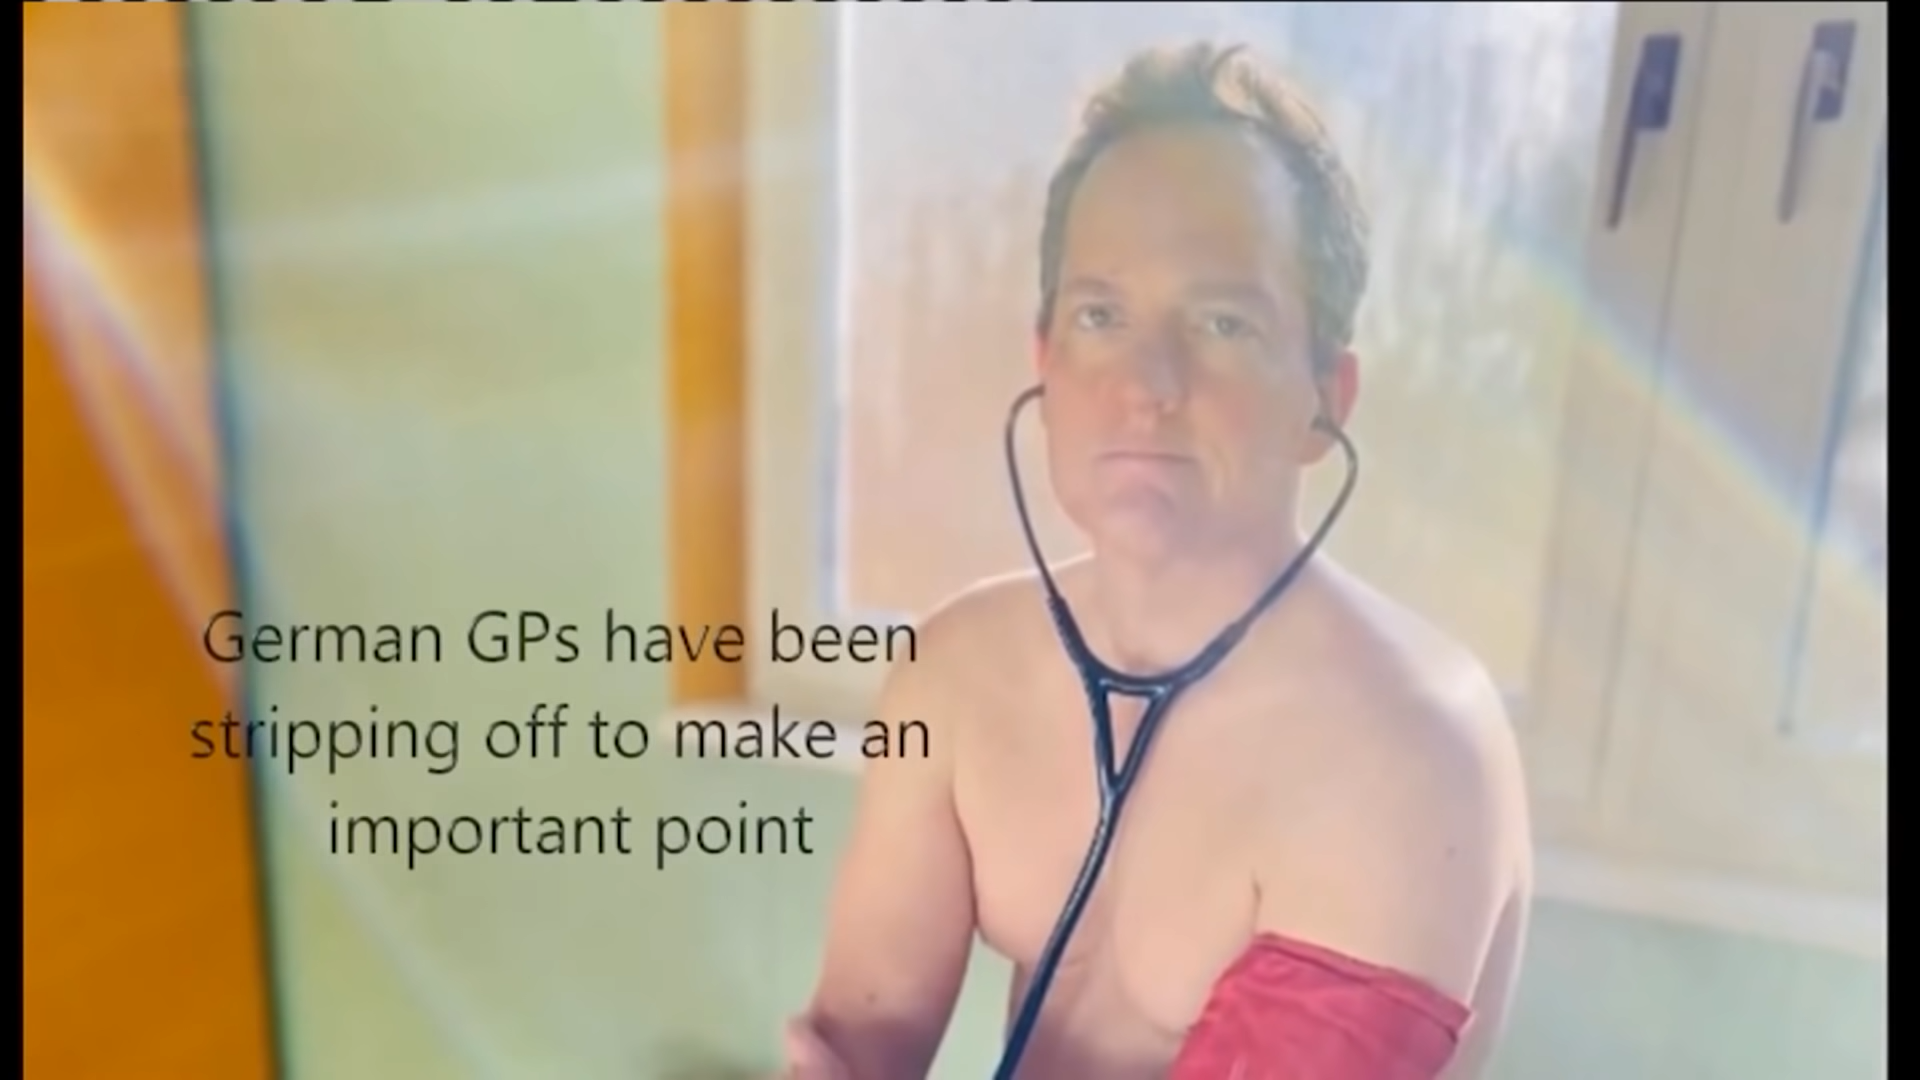 German GPs have been
stripping off to make an
important point